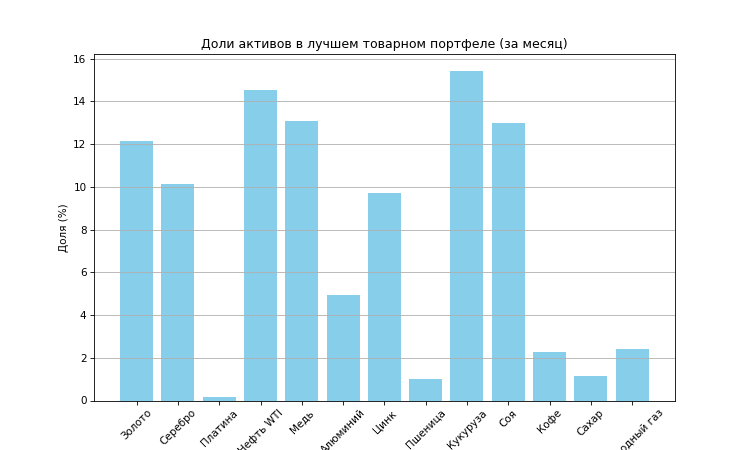 Доли активов в лучшем товарном портфеле (за месяц)
Доля (%)
16
14
12
10
8
6
4
2
0
Золото
Серебро
Платина
Нефть WTI
Медь
Алюминий
Цинк
Пшеница
Кукуруза
Соя
Кофе
Сахар
одный газ